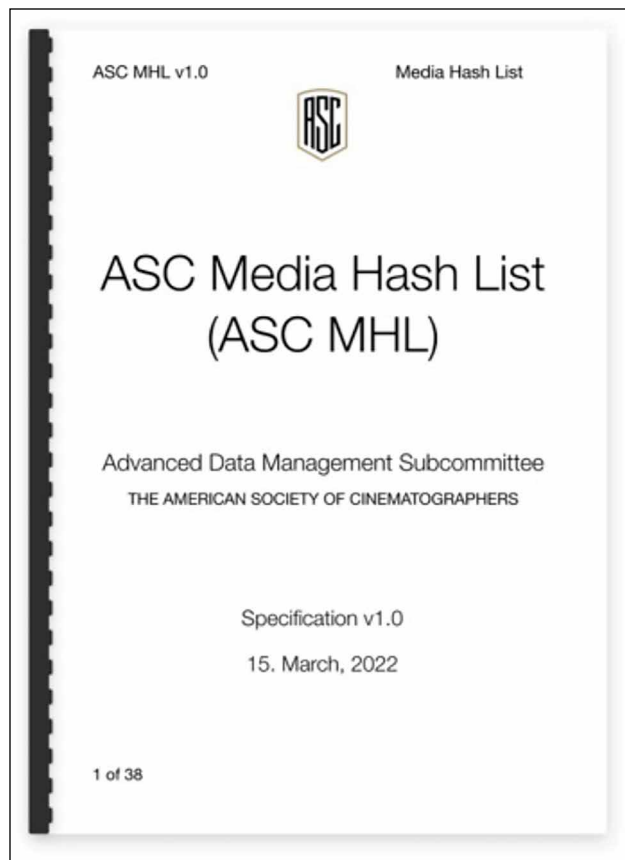 ASC MHL v1.0 Media Hash List
ASC
ASC Media Hash List
(ASC MHL)
Advanced Data Management Subcommittee
THE AMERICAN SOCIETY OF CINEMATOGRAPHERS
Specification v1.0
15. March, 2022
1 of 38